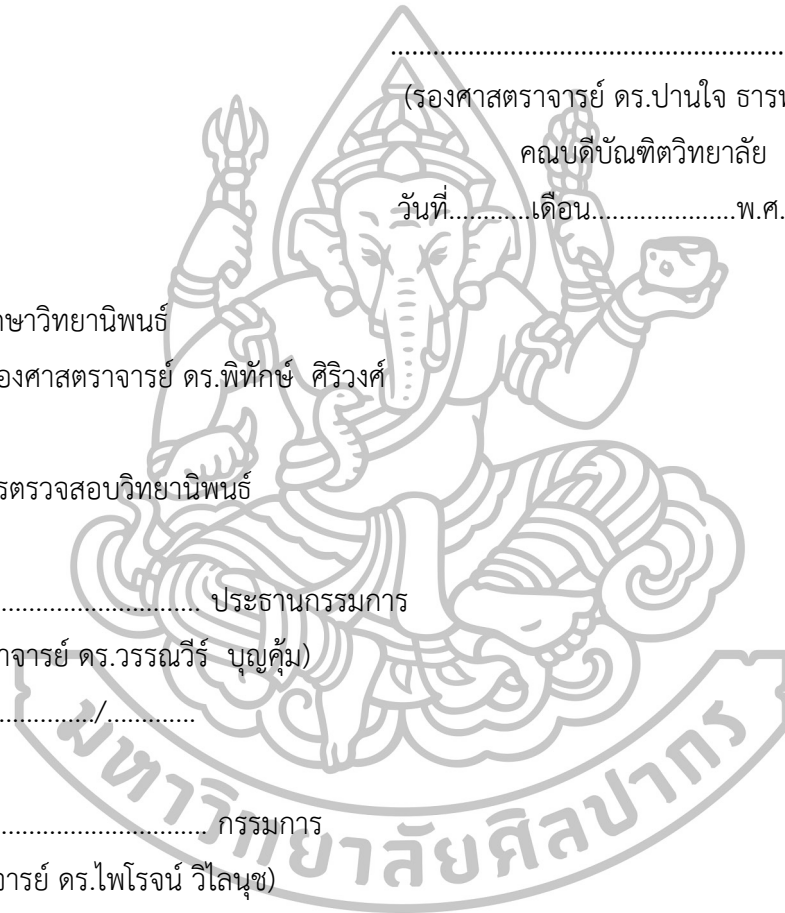 ........................................................
(รองศาสตราจารย์ ดร.ปานใจ
คณบดีบัณฑิตวิทยาลัย
วันที่............เดือน.....................พ.ศ.
ษาวิทยานิพนธ์
องศาสตราจารย์ ดร.พิทักษ์ ศิริวงศ์
รตรวจสอบวิทยานิพนธ์
............................. ประธานกรรมการ
าจารย์ ดร.วรรณวีร์ บุญคุ้ม)
............../.............
.............................. กรรมการ
จารย์ ดร.ไพโรจน์ วิไลนุช)
มหาวิทยาลัยศิลปากร